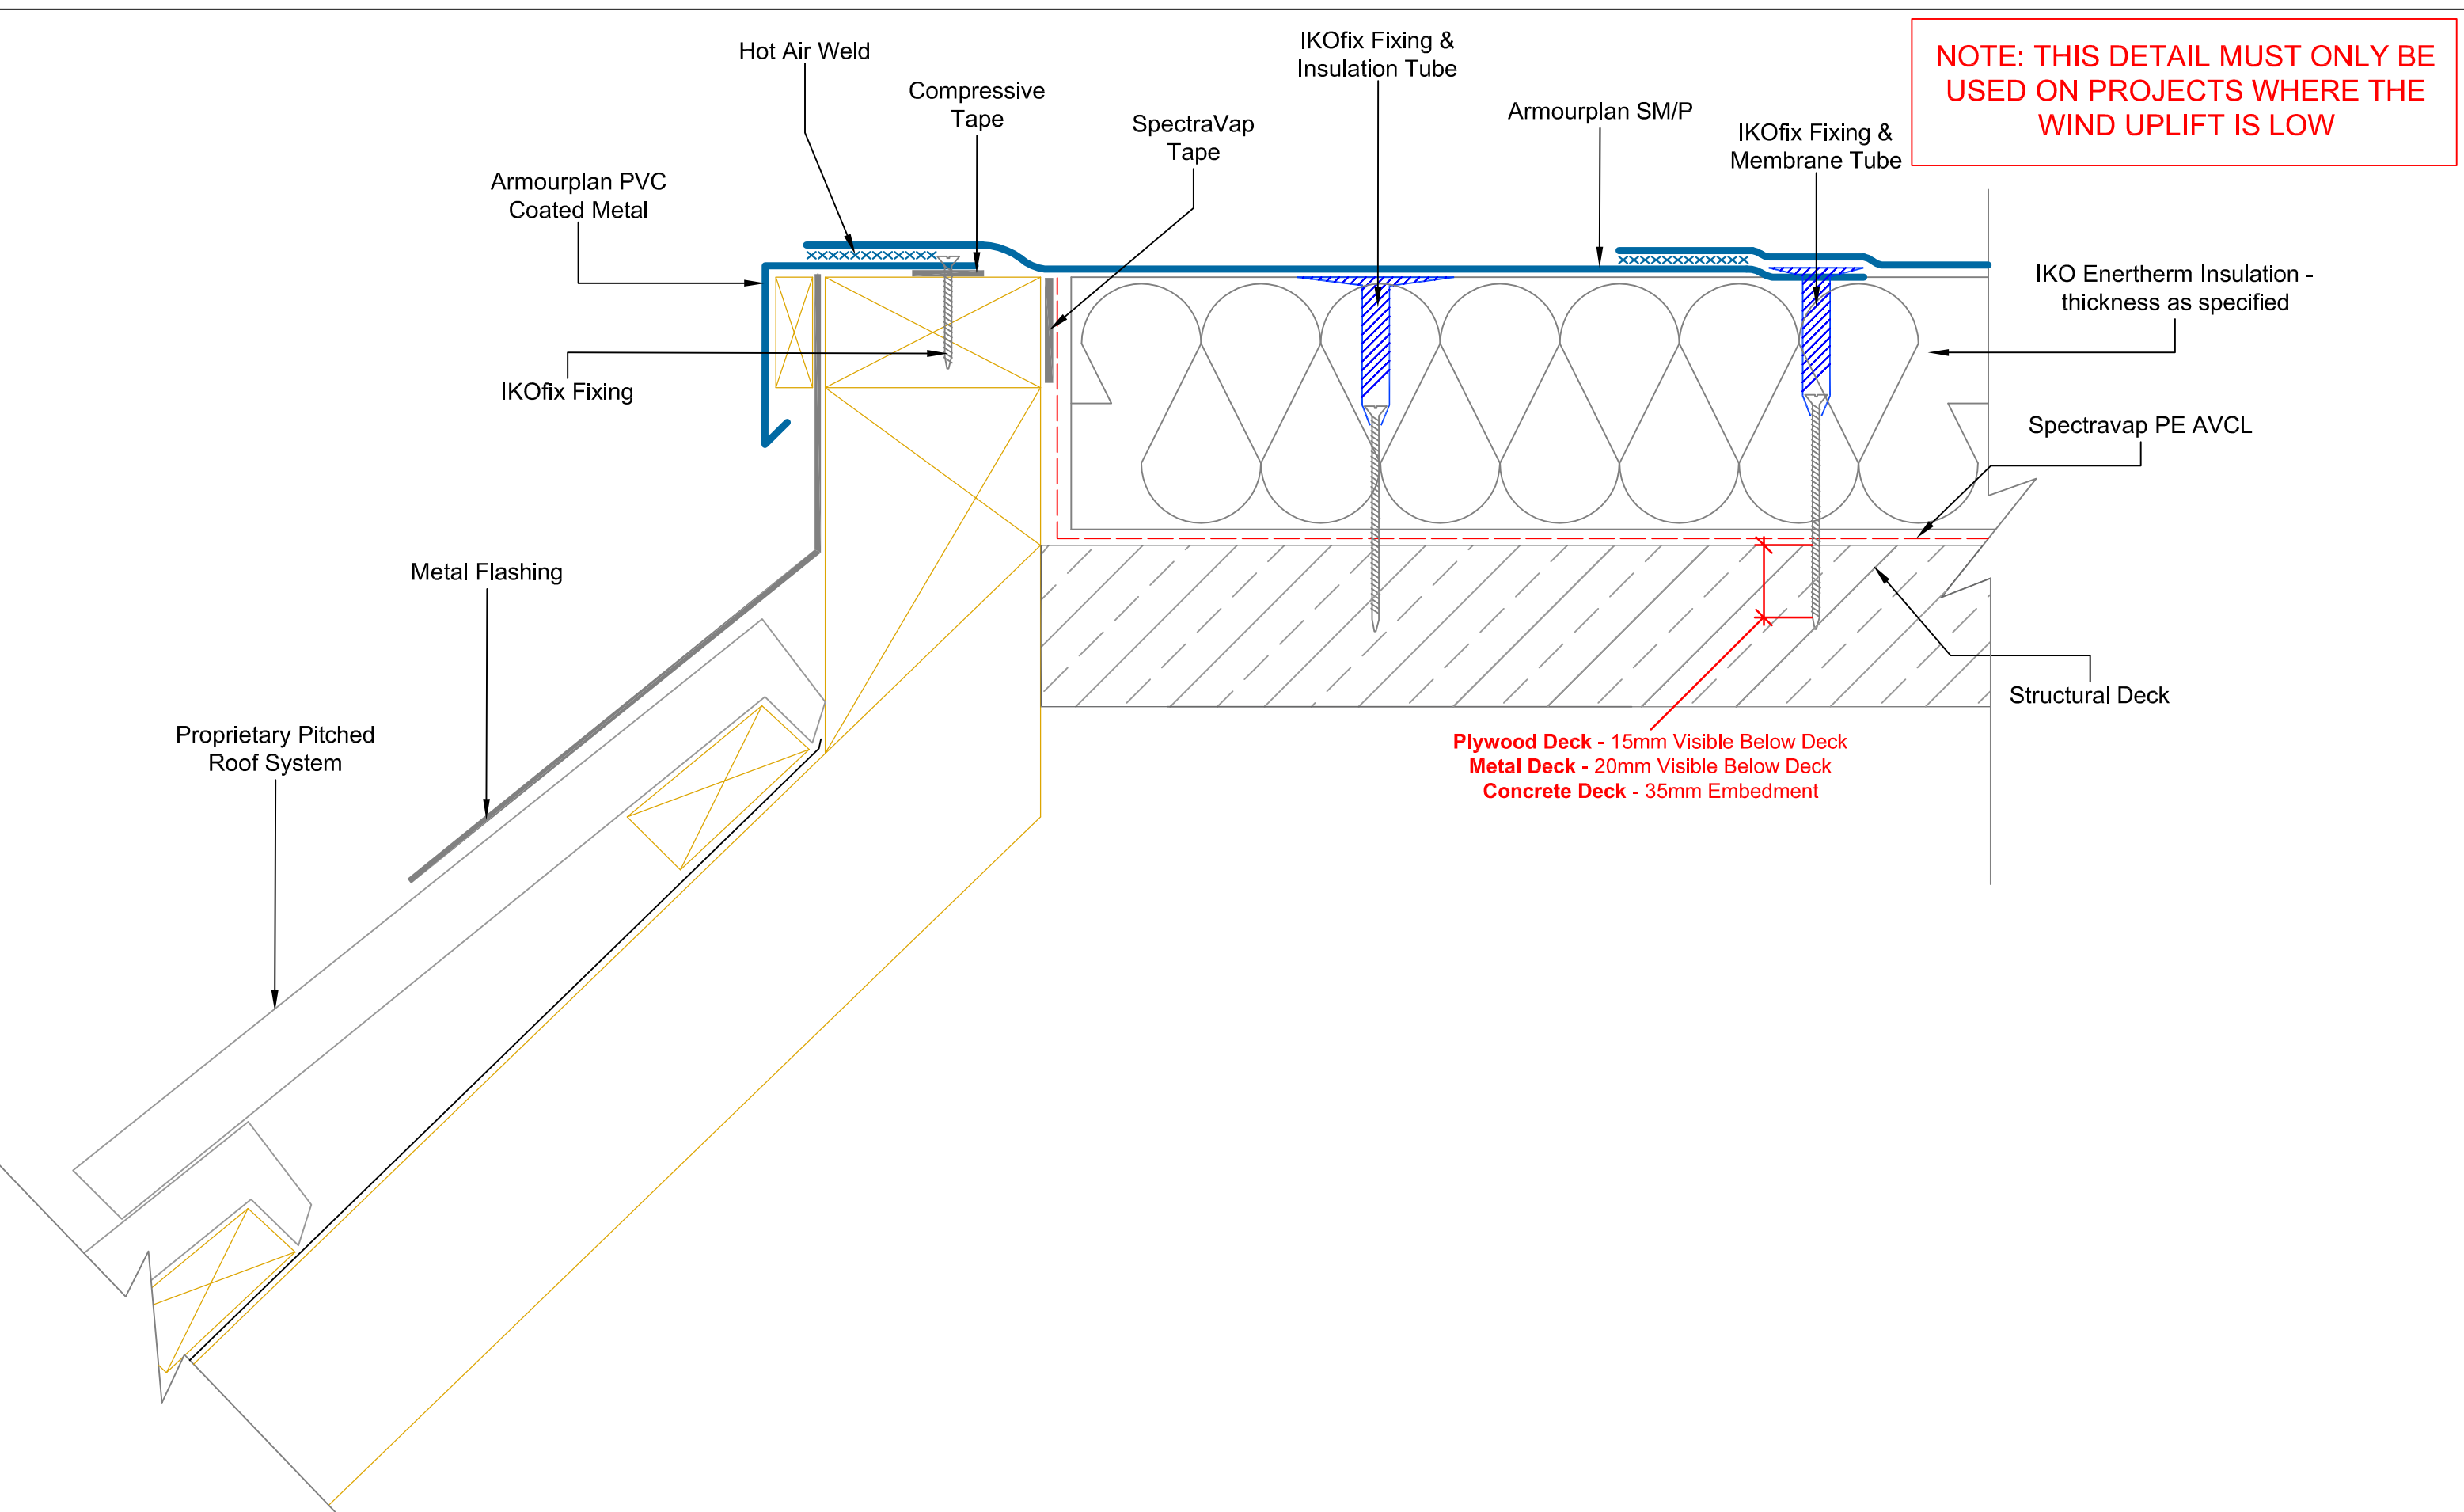 Hot Air Weld
Compressive
Tape
SpectraVap
Tape
IKOfix Fixing &
Insulation Tube
Armourplan SM/P
IKOfix Fixing &
Membrane Tube
NOTE: THIS DETAIL MUST ONLY BE
USED ON PROJECTS WHERE THE
WIND UPLIFT IS LOW
Armourplan PVC
Coated Metal
IKO Enertherm Insulation -
thickness as specified
IKOfix Fixing
Spectravap PE AVCL
Metal Flashing
Structural Deck
Proprietary Pitched
Roof System
Plywood Deck - 15mm Visible Below Deck
Metal Deck - 20mm Visible Below Deck
Concrete Deck - 35mm Embedment